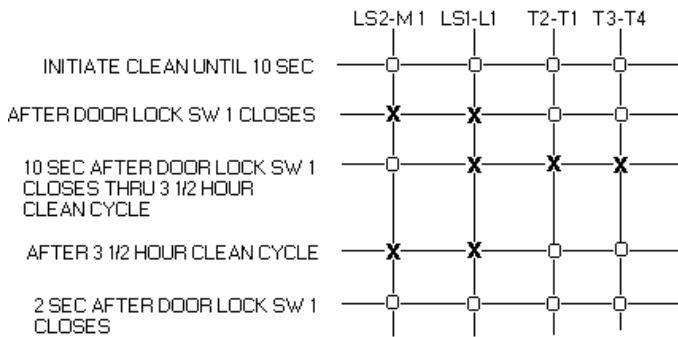 LS2-M1 LS1-L1 T2-T1 T3-T4
INITIATE CLEAN UNTIL 10 SEC
AFTER DOOR LOCK SW 1 CLOSES
X X
10 SEC AFTER DOOR LOCK SW 1
CLOSES THRU 3 1/2 HOUR
CLEAN CYCLE
X X X
AFTER 3 1/2 HOUR CLEAN CYCLE
X X
2 SEC AFTER DOOR LOCK SW 1
CLOSES